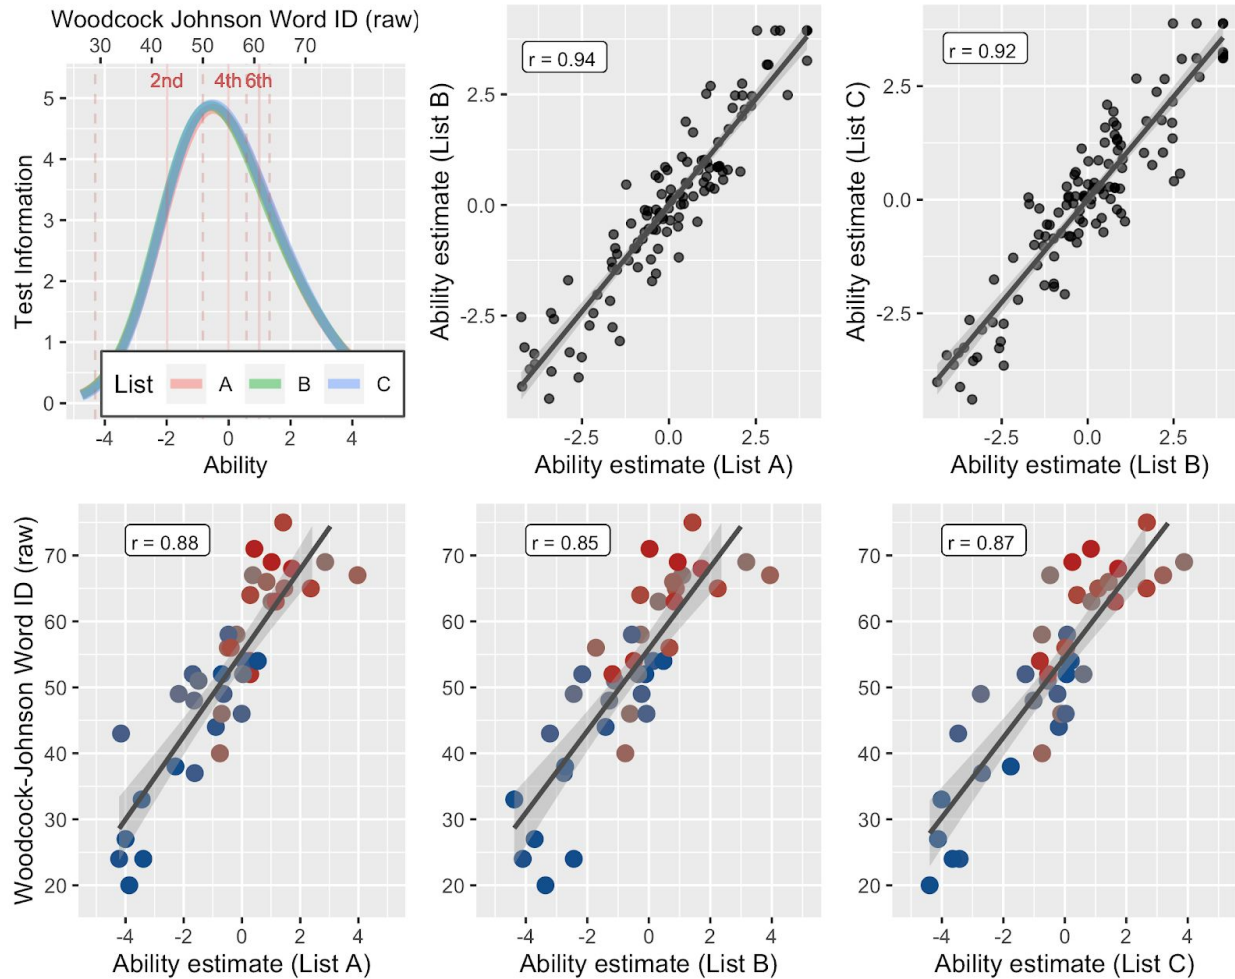 Woodcock Johnson Word ID (raw)
30 40 50 60 70
2nd 4th 6th
5
4
3
2
1
0
Test Information
List A B C
-4 -2 0 2 4
Ability
r = 0.94
2.5
0.0
-2.5
Ability estimate (List B)
-2.5 0.0 2.5
Ability estimate (List A)
r = 0.92
2.5
0.0
-2.5
Ability estimate (List C)
-2.5 0.0 2.5
Ability estimate (List B)
Woodcock-Johnson Word ID (raw)
r = 0.88
70
60
50
40
30
20
-4 -2 0 2 4
Ability estimate (List A)
r = 0.85
70
60
50
40
30
20
-4 -2 0 2 4
Ability estimate (List B)
r = 0.87
70
60
50
40
30
20
-4 -2 0 2 4
Ability estimate (List C)